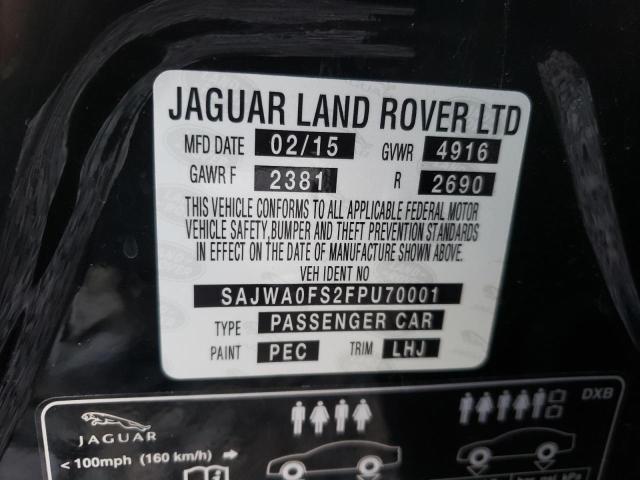 JAGUAR LAND ROVER LTD
MFD DATE 02/15 GVWR 4916
GAWR F 2381 R 2690
THIS VEHICLE CONFORMS TO ALL APPLICABLE FEDERAL MOTOR
VEHICLE SAFETY,BUMPER AND THEFT PREVENTION STANDARDS
IN EFFECT ON THE DATE OF MANUFACTURE SHOWN ABOVE.
VEH IDENT NO
SAJWA0FS2FPU70001
TYPE PASSENGER CAR
PAINT PEC TRIM LHJ
DXB
JAGUAR
< 100mph (160 km/h)